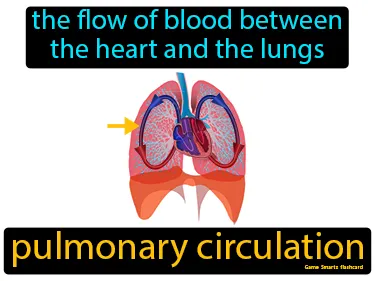 the flow of blood between
the heart and the lungs
pulmonary circulation
Game Smartz flashcard